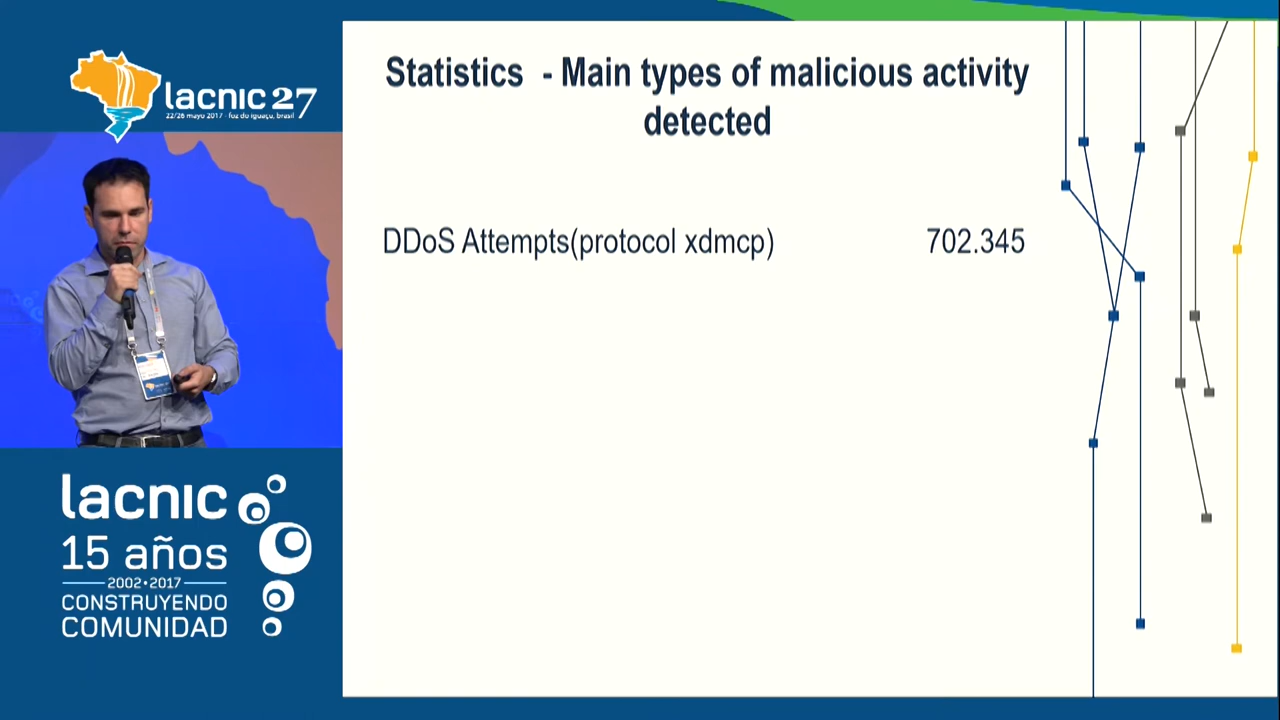 lacnic 27
22/26 mayo 2017 - foz do iguaçu, brasil
Statistics - Main types of malicious activity
detected
DDoS Attempts(protocol xdmcp) 702.345
lacnic
15 años
2002•2017
CONSTRUYENDO
COMUNIDAD